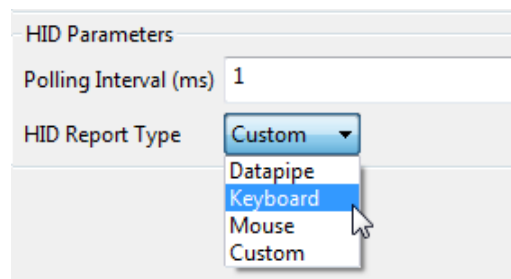 HID Parameters
Polling Interval (ms) 1
HID Report Type Custom
Datapipe
Keyboard
Mouse
Custom